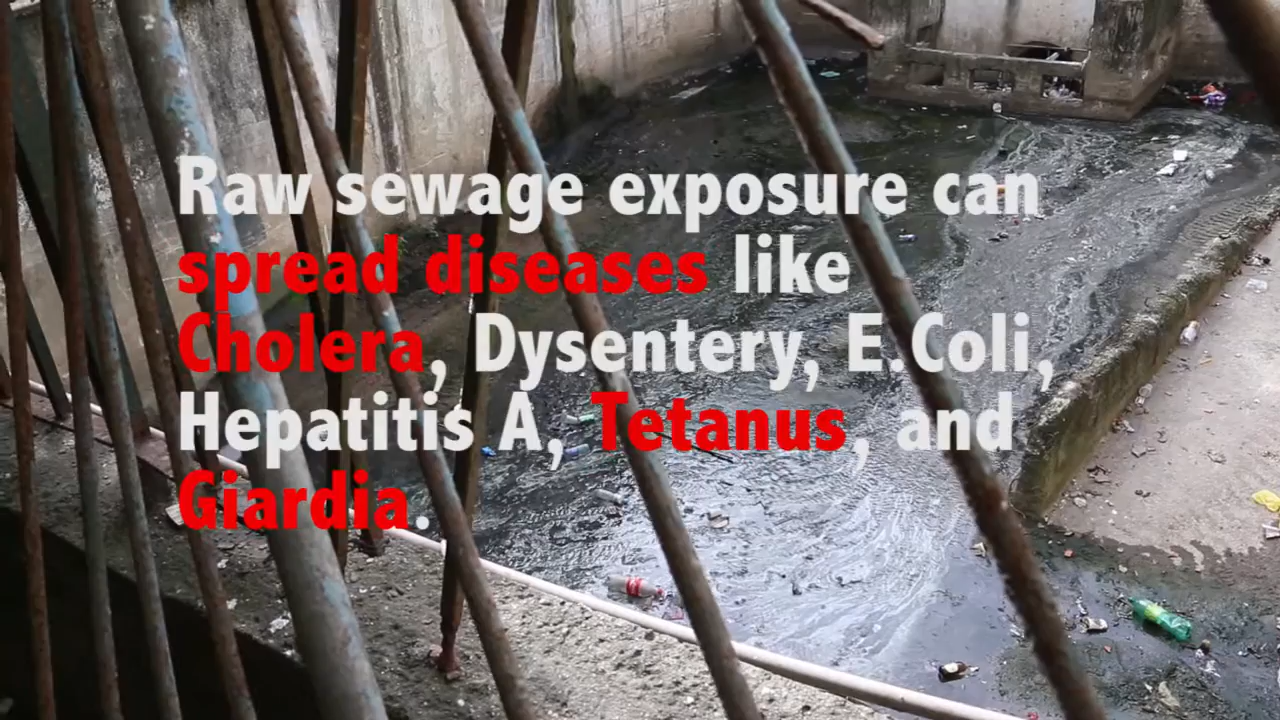 Raw sewage exposure can
spread diseases like
Cholera, Dysentery, E.Coli,
Hepatitis A, Tetanus, and
Giardia.